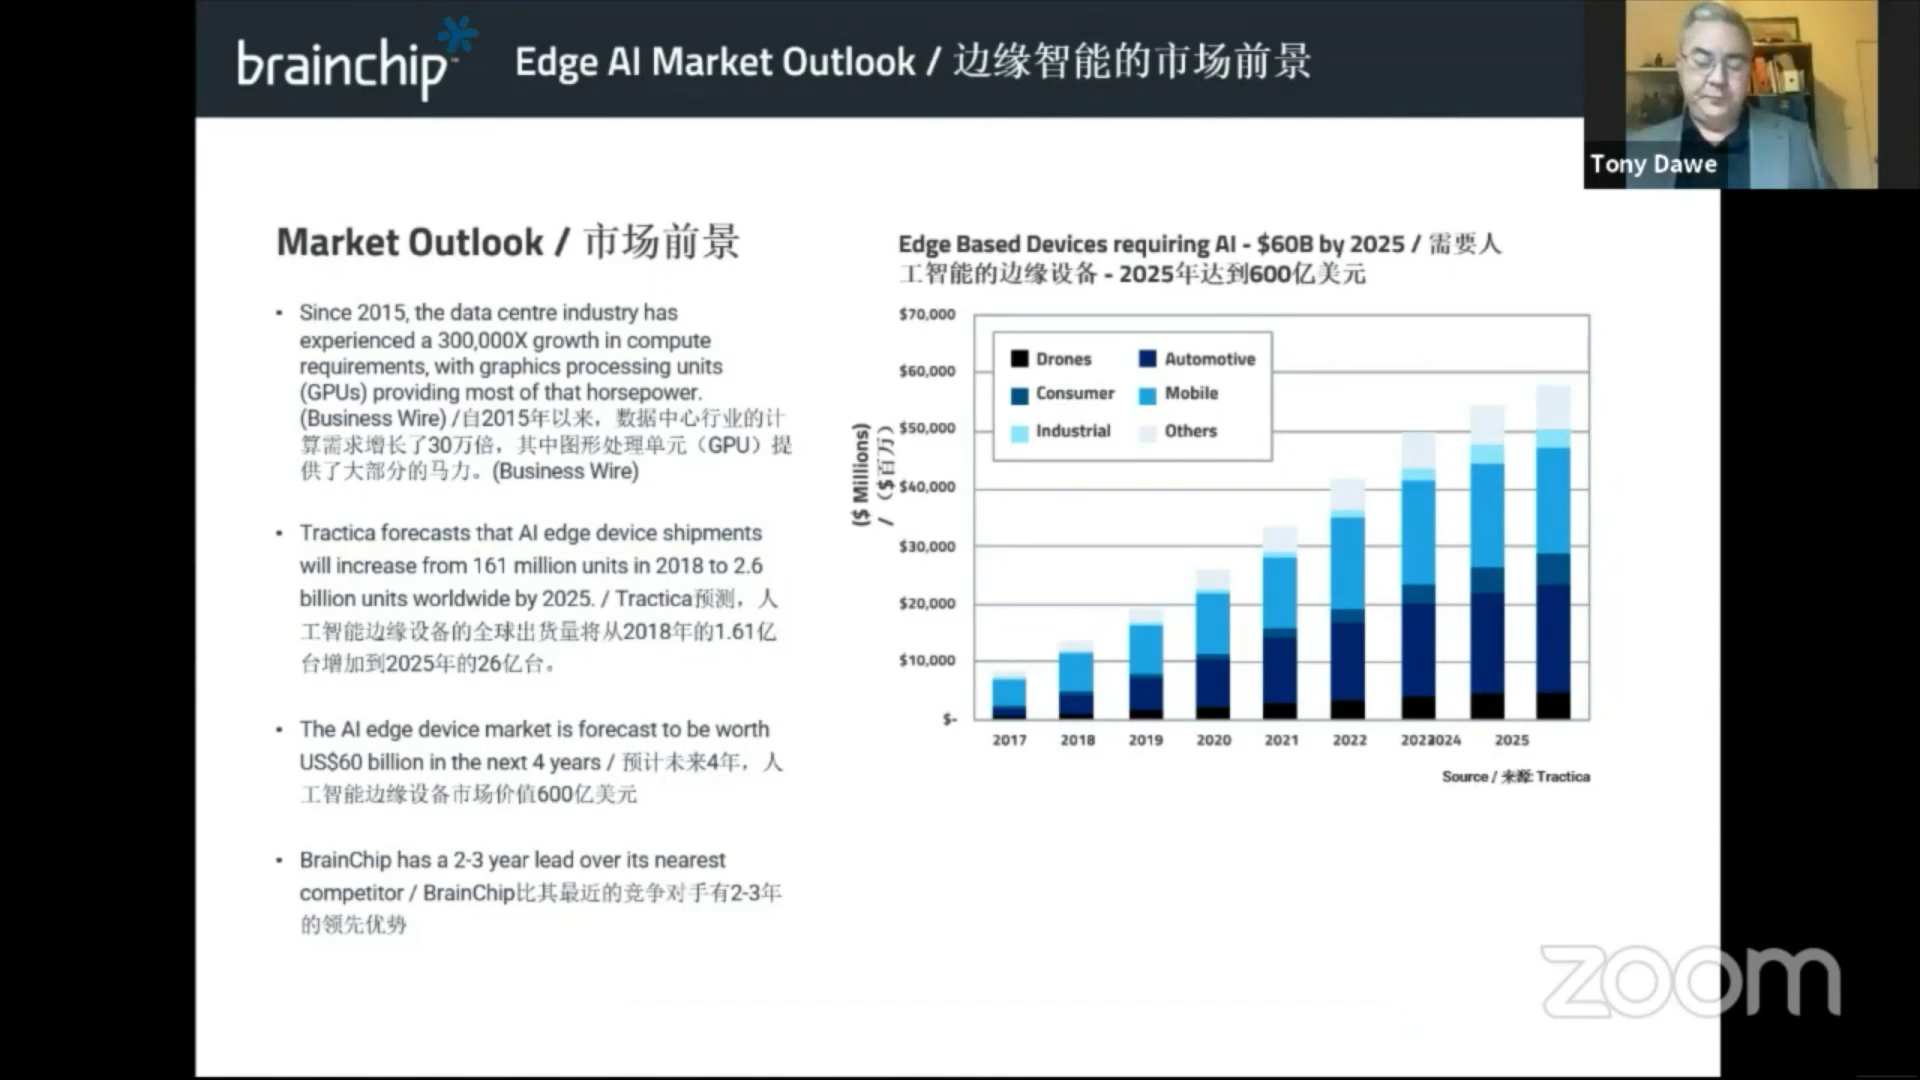 brainchip
Edge AI Market Outlook / 边缘智能的市场前景
Tony Dawe
Market Outlook / 市场前景
• Since 2015, the data centre industry has
experienced a 300,000X growth in compute
requirements, with graphics processing units
(GPUs) providing most of that horsepower.
(Business Wire) /自2015年以来，数据中心行业的计
算需求增长了30万倍，其中图形处理单元（GPU）提
供了大部分的马力。(Business Wire)
• Tractica forecasts that AI edge device shipments
will increase from 161 million units in 2018 to 2.6
billion units worldwide by 2025. / Tractica预测，人
工智能边缘设备的全球出货量将从2018年的1.61亿
台增加到2025年的26亿台。
• The AI edge device market is forecast to be worth
US$60 billion in the next 4 years / 预计未来4年，人
工智能边缘设备市场价值600亿美元
• BrainChip has a 2-3 year lead over its nearest
competitor / BrainChip比其最近的竞争对手有2-3年
的领先优势
Edge Based Devices requiring AI - $60B by 2025 / 需要人
工智能的边缘设备 - 2025年达到600亿美元
($ Millions)
/（$百万）
$70,000
$60,000
$50,000
$40,000
$30,000
$20,000
$10,000
$-
Drones
Automotive
Consumer
Mobile
Industrial
Others
2017 2018 2019 2020 2021 2022 2023 2024 2025
Source / 来源: Tractica
zoom